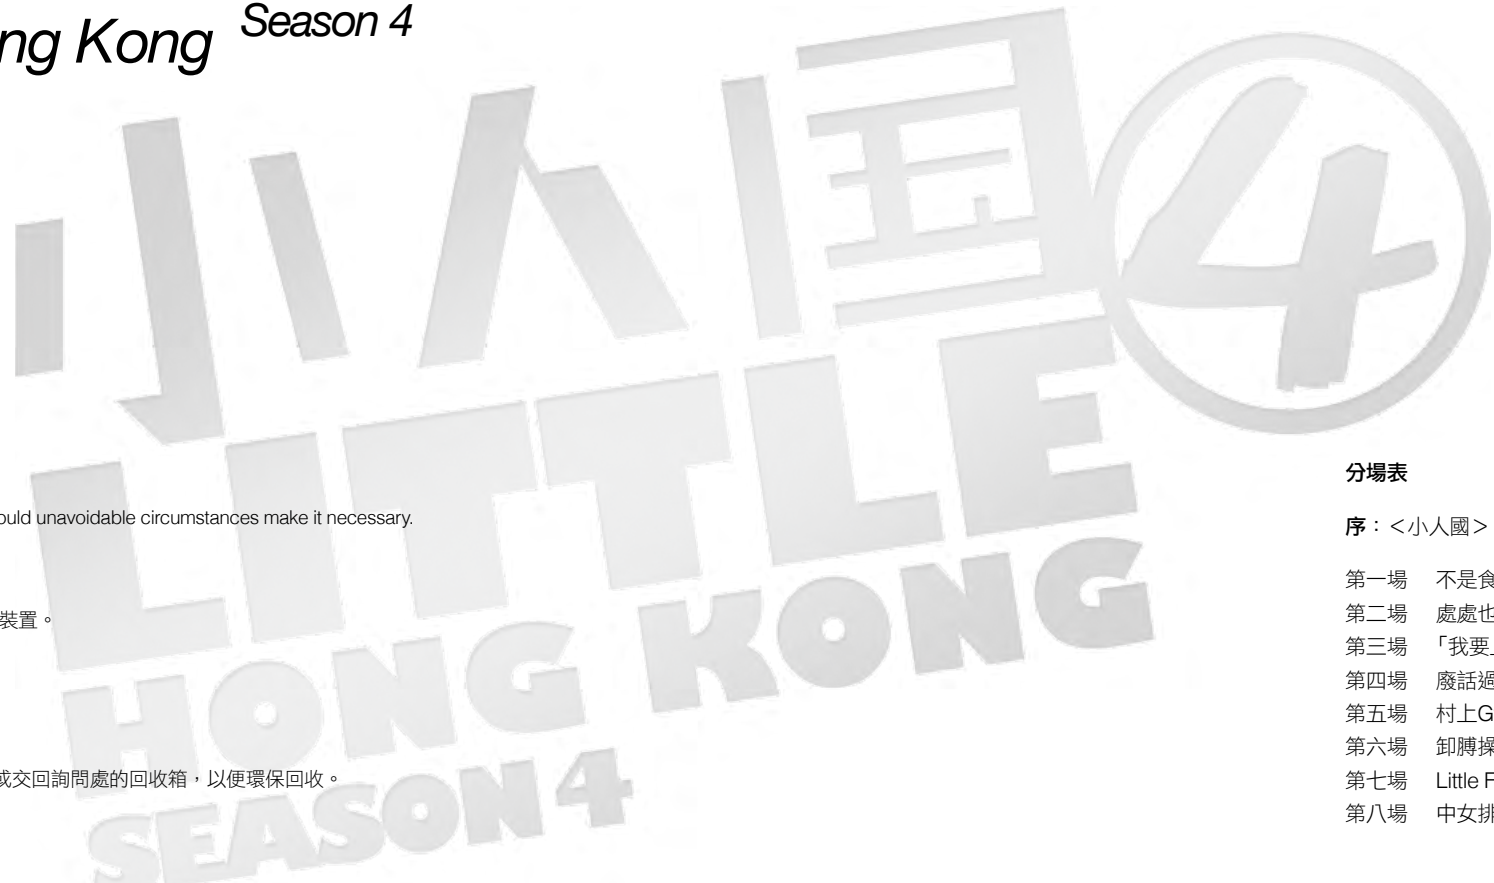 ng Kong Season 4
小人国④
LITTLE
HONG KONG
SEASON 4
ould unavoidable circumstances make it necessary.
裝置。
或交回詢問處的回收箱，以便環保回收。
分場表
序：＜小人國＞
第一場 不是食
第二場 處處也
第三場 「我要
第四場 廢話過
第五場 村上G
第六場 卸膊操
第七場 Little F
第八場 中女排